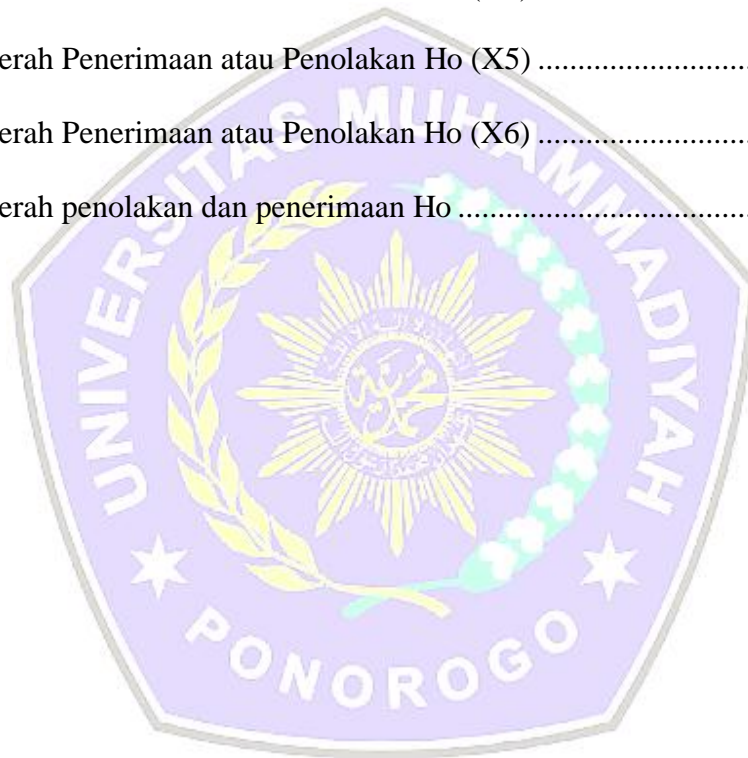 erah Penerimaan atau Penolakan Ho (X5) ............................
erah Penerimaan atau Penolakan Ho (X6) ............................
erah penolakan dan penerimaan Ho ..................................
UNIVERSITAS MUHAMMADIYAH
PONOROGO